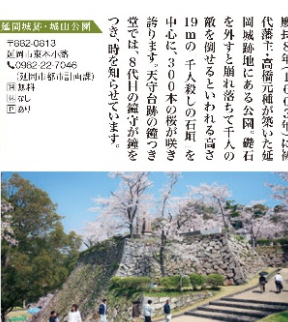 延岡城跡・城山公園
〒882-0813
延岡市東本小路
0982-22-7046
(延岡市都市計画課)
無料
なし
あり
慶長8年(1603年)に初
代藩主・高橋元種が築いた延
岡城跡地にある公園。礎石
を外すと崩れ落ちて千人の
敵を倒せるといわれる高さ
19mの「千人殺しの石垣」を
中心に、300本の桜が咲き
誇ります。天守台跡の鐘つき
堂では、8代目の鐘守が鐘を
つき、時を知らせています。